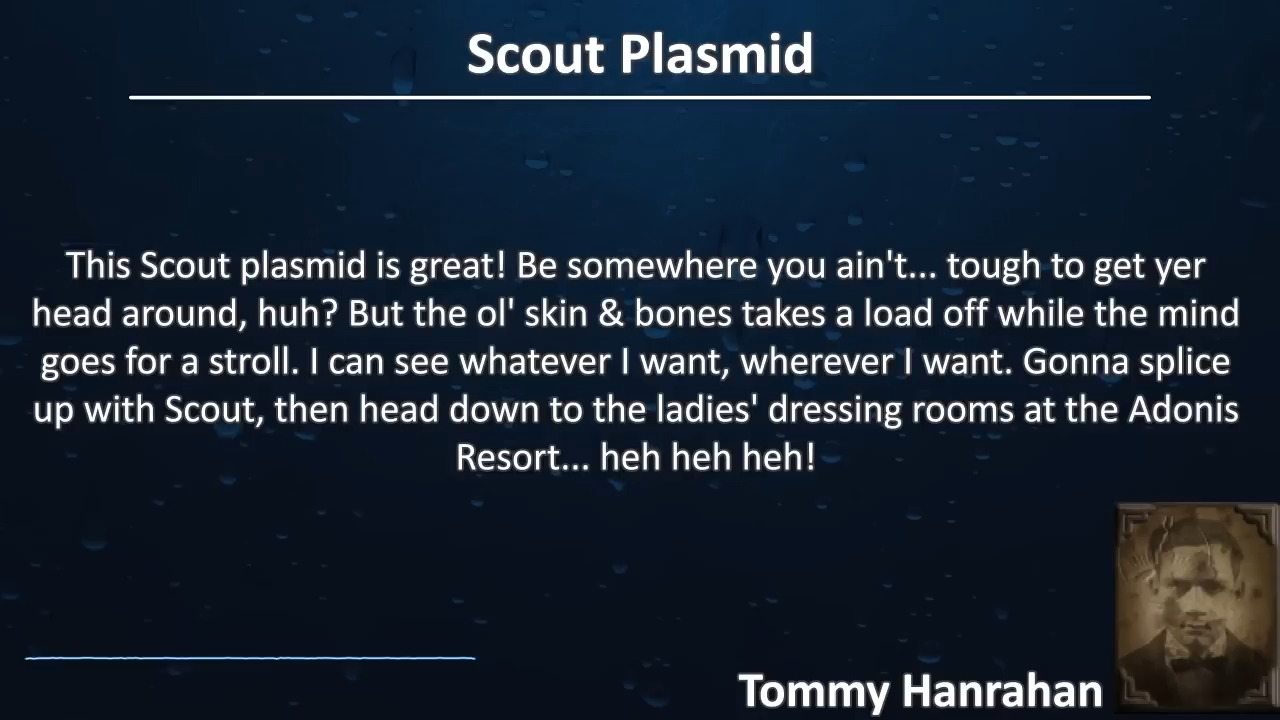 Scout Plasmid
This Scout plasmid is great! Be somewhere you ain't... tough to get yer
head around, huh? But the ol' skin & bones takes a load off while the mind
goes for a stroll. I can see whatever I want, wherever I want. Gonna splice
up with Scout, then head down to the ladies' dressing rooms at the Adonis
Resort... heh heh heh!
Tommy Hanrahan